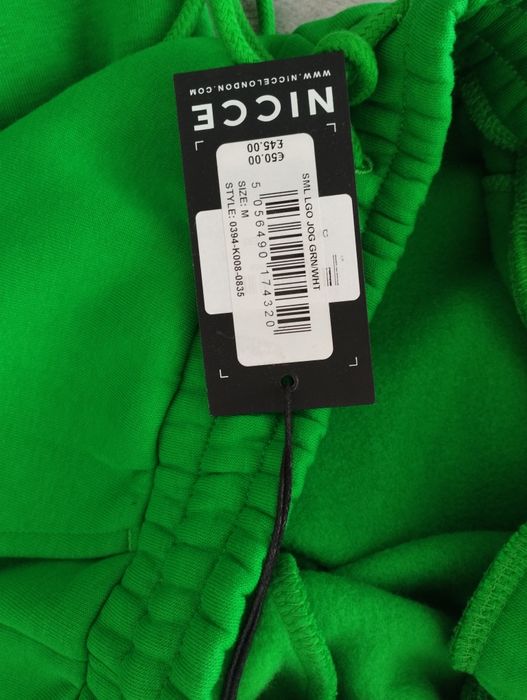 NICCE
WWW.NICCELONDON.COM
€50.00
£45.00
SML LGO JOG GRN/WHT
5 056490 174320
SIZE: M
STYLE: 0394-K008-0835